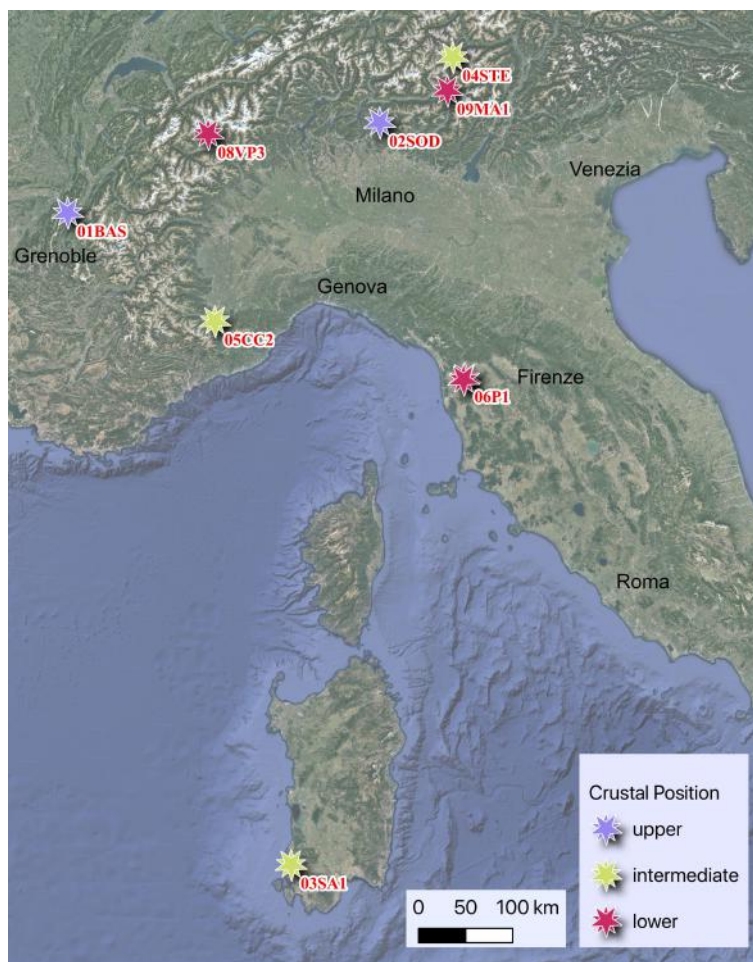 04STE
09MA1
02SOD
08VP3
Venezia
Milano
01BAS
Grenoble
Genova
05CC2
Firenze
06P1
Roma
Crustal Position
upper
intermediate
lower
03SA1
0 50 100 km